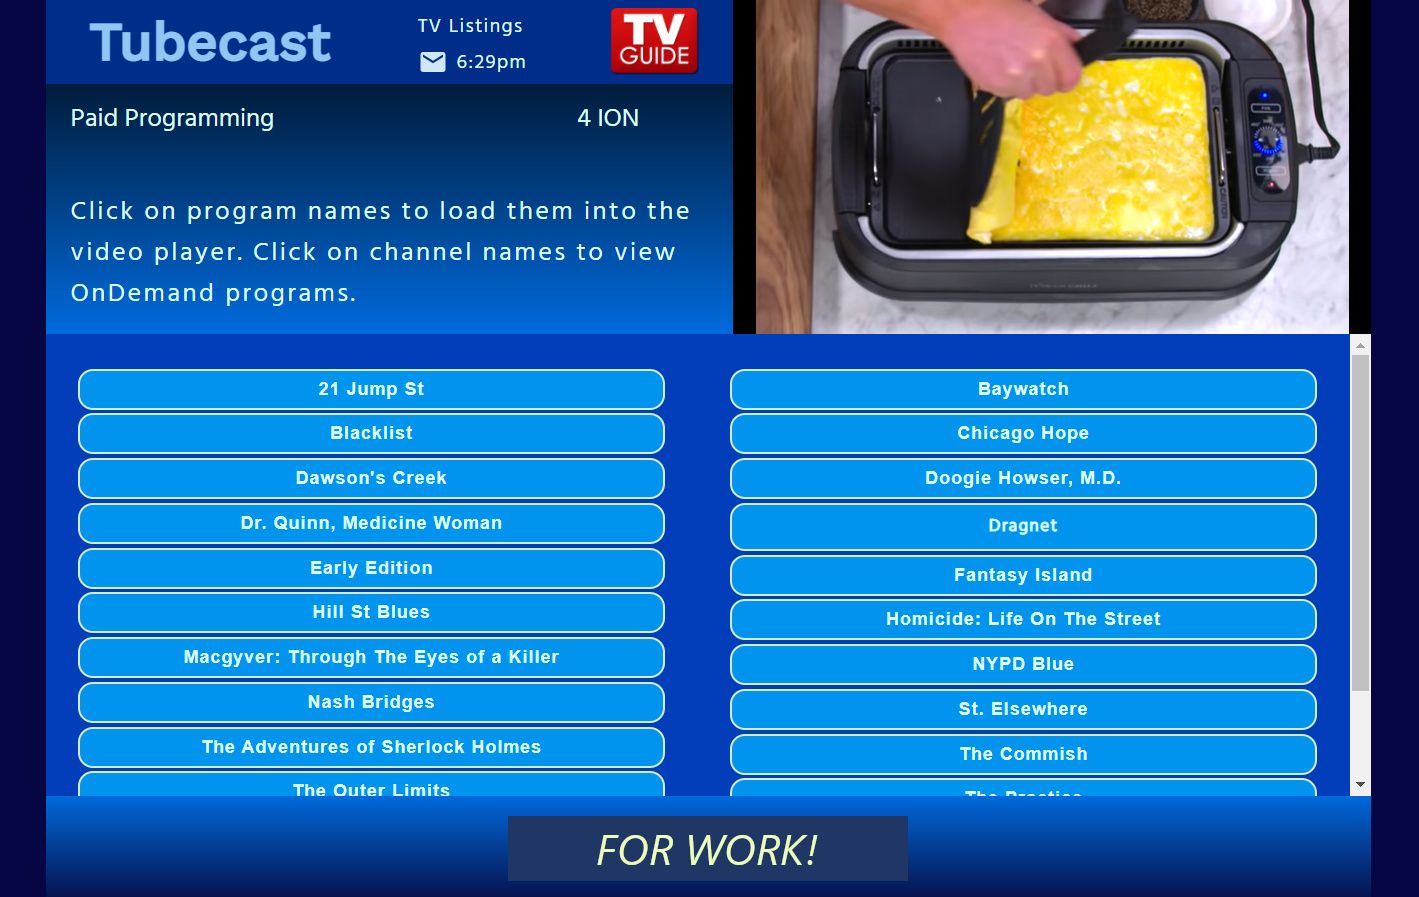 Tubecast
TV Listings
6:29pm
TV
GUIDE
Paid Programming
4 ION
Click on program names to load them into the
video player. Click on channel names to view
OnDemand programs.
21 Jump St
Baywatch
Blacklist
Chicago Hope
Dawson's Creek
Doogie Howser, M.D.
Dr. Quinn, Medicine Woman
Dragnet
Early Edition
Fantasy Island
Hill St Blues
Homicide: Life On The Street
Macgyver: Through The Eyes of a Killer
NYPD Blue
Nash Bridges
St. Elsewhere
The Adventures of Sherlock Holmes
The Commish
The Outer Limits
The Practice
FOR WORK!